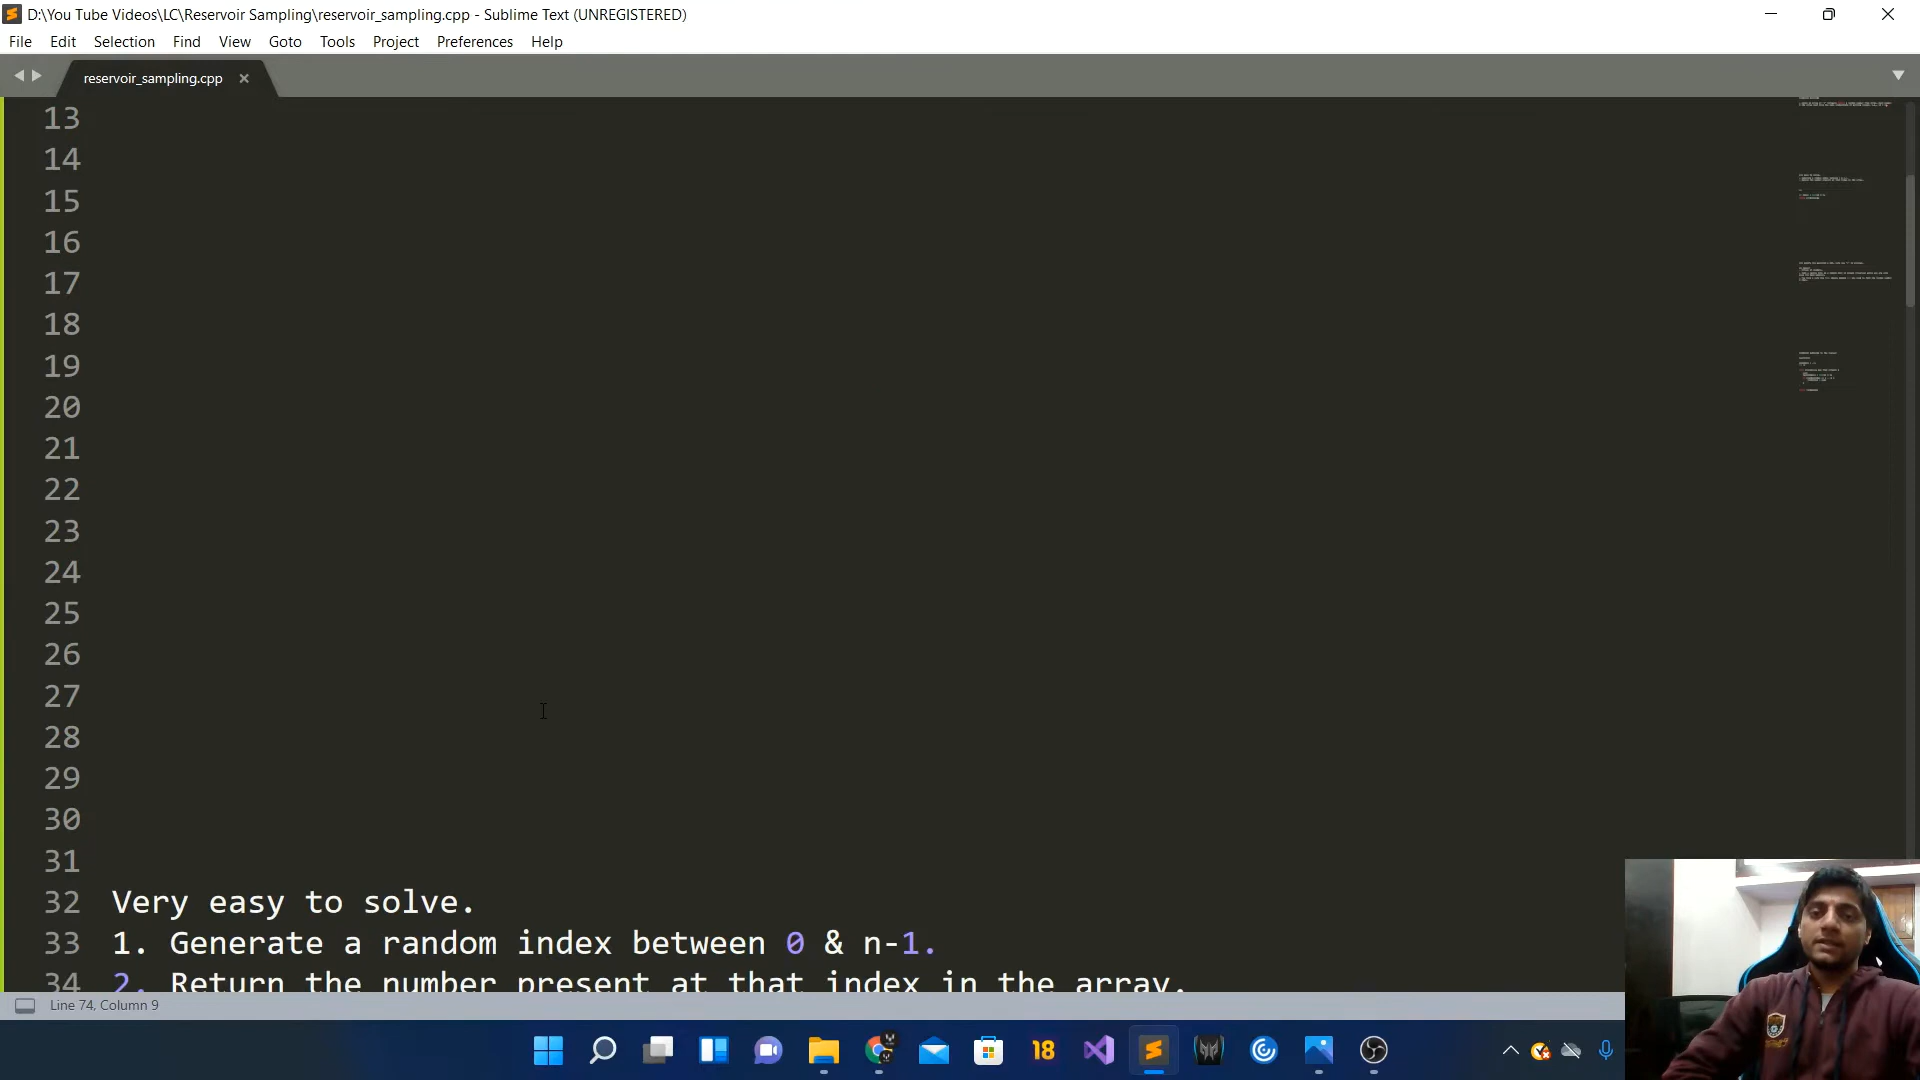 D:\You Tube Videos\LC\Reservoir Sampling\reservoir_sampling.cpp - Sublime Text (UNREGISTERED)
File Edit Selection Find View Goto Tools Project Preferences Help
reservoir_sampling.cpp
13
14
15
16
17
18
19
20
21
22
23
24
25
26
27
28
29
30
31
32 Very easy to solve.
33 1. Generate a random index between 0 & n-1.
34 2. Return the number present at that index in the array.
Line 74, Column 9
18